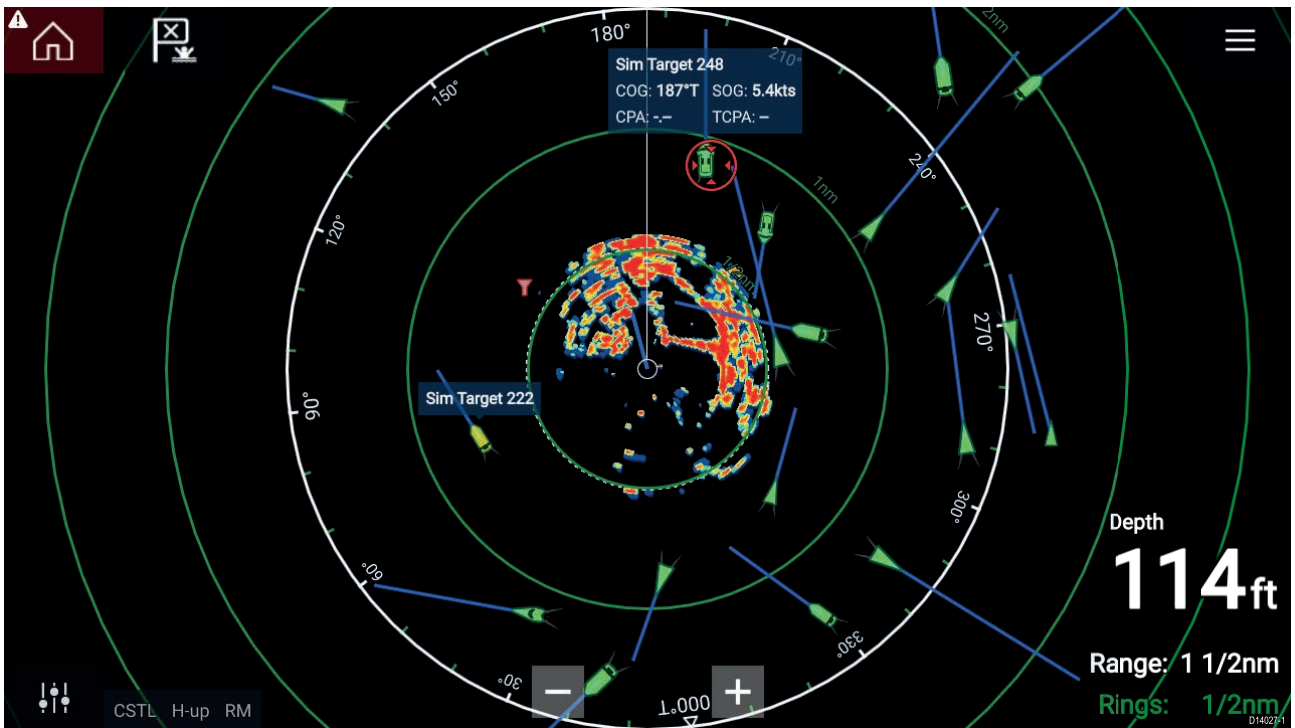 180°
2nm
210°
Sim Target 248
COG: 187°T SOG: 5.4kts
CPA: -.– TCPA: –
150°
240°
1nm
120°
1/2nm
270°
Sim Target 222
90°
300°
Depth
114 ft
60°
330°
Range: 1 1/2nm
30°
000°T
CSTL H-up RM
Rings: 1/2nm
D14027-1